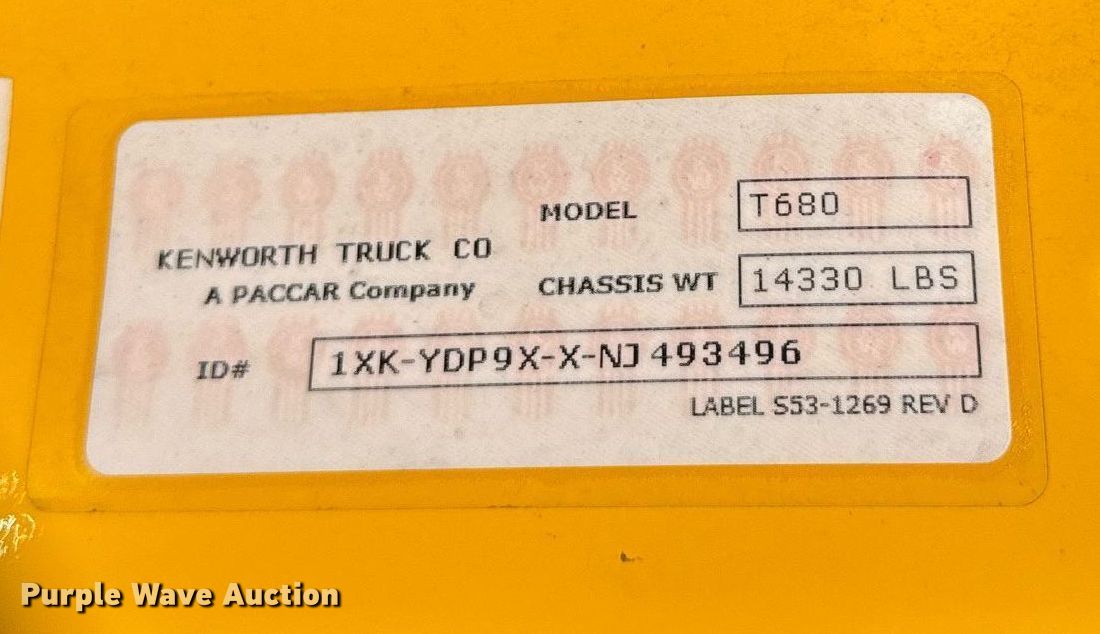 MODEL T680
KENWORTH TRUCK CO
A PACCAR Company
CHASSIS WT 14330 LBS
ID# 1XK-YDP9X-X-NJ493496
LABEL S53-1269 REV D
Purple Wave Auction